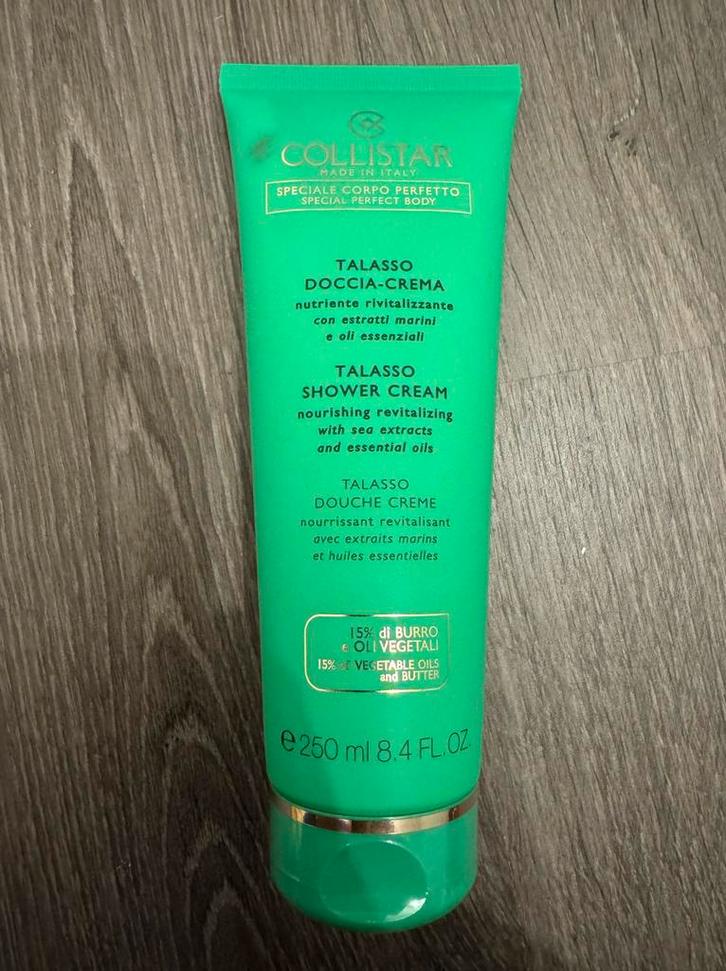 COLLISTAR
MADE IN ITALY
SPECIALE CORPO PERFETTO
SPECIAL PERFECT BODY
TALASSO
DOCCIA-CREMA
nutriente rivitalizzante
con estratti marini
e oli essenziali
TALASSO
SHOWER CREAM
nourishing revitalizing
with sea extracts
and essential oils
TALASSO
DOUCHE CREME
nourrissant revitalisant
avec extraits marins
et huiles essentielles
15% di BURRO
e OLI VEGETALI
15% of VEGETABLE OILS
and BUTTER
e 250 ml 8.4 FL.OZ.